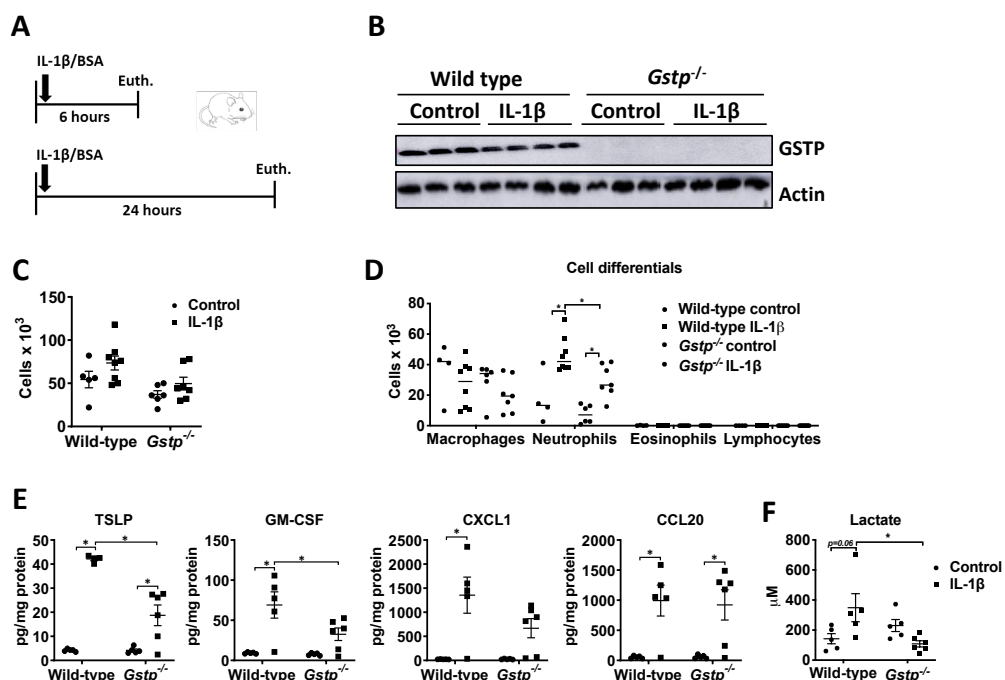 A
IL-1β/BSA
Euth.
6 hours
IL-1β/BSA
Euth.
24 hours
B
Wild type Gstp-/-
Control IL-1β Control IL-1β
GSTP
Actin
C
Control
IL-1β
Cells x 10³
100
50
0
Wild-type Gstp-/-
D
Cell differentials
Wild-type control
Wild-type IL-1β
Gstp-/- control
Gstp-/- IL-1β
Cells x 10³
80
60
40
20
0
* * *
Macrophages Neutrophils Eosinophils Lymphocytes
E
TSLP
pg/mg protein
50
40
30
20
10
0
* * *
Wild-type Gstp-/-
GM-CSF
150
100
50
0
* *
Wild-type Gstp-/-
CXCL1
pg/mg protein
2500
2000
1500
1000
500
0
*
Wild-type Gstp-/-
CCL20
pg/mg protein
2000
1500
1000
500
0
* *
Wild-type Gstp-/-
F
Lactate
Control
IL-1β
μM
800
600
400
200
0
p=0.06
*
Wild-type Gstp-/-